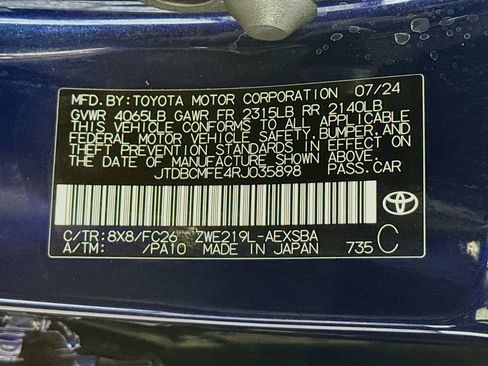 MFD. BY: TOYOTA MOTOR CORPORATION 07/24
GVWR 4065LB GAWR FR 2315LB RR 2140LB
THIS VEHICLE CONFORMS TO ALL APPLICABLE
FEDERAL MOTOR VEHICLE SAFETY, BUMPER, AND
THEFT PREVENTION STANDARDS IN EFFECT ON
THE DATE OF MANUFACTURE SHOWN ABOVE.
JTDBCMFE4RJ035898 PASS.CAR
C/TR: 8X8/FC26 ZWE219L-AEXSBA
A/TM: /PA10 MADE IN JAPAN 735 C